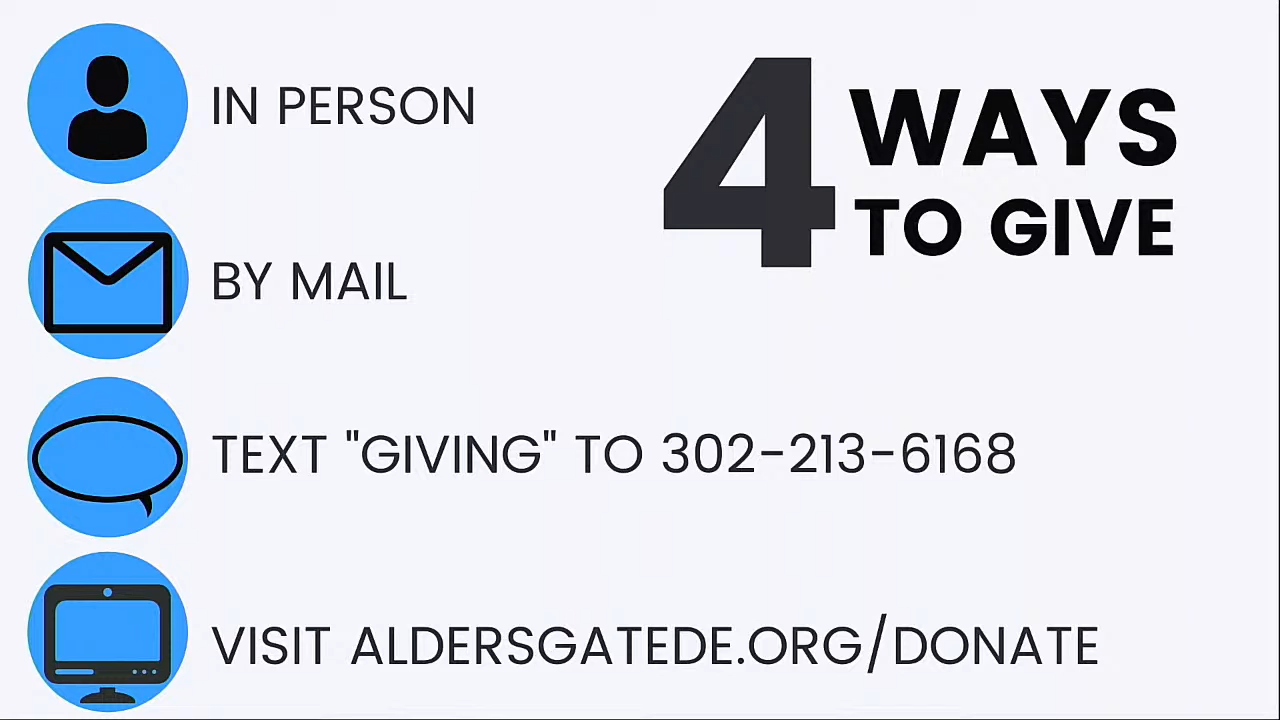 4 WAYS
TO GIVE
IN PERSON
BY MAIL
TEXT "GIVING" TO 302-213-6168
VISIT ALDERSGATEDE.ORG/DONATE